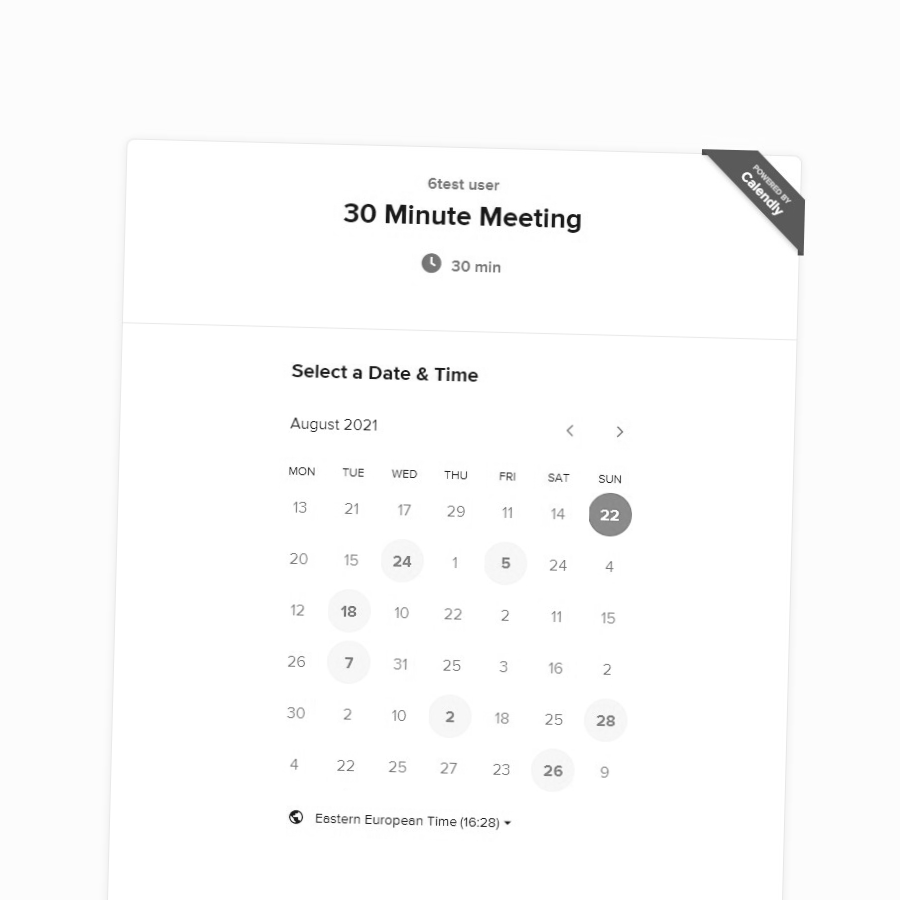 6test user
30 Minute Meeting
30 min
POWERED BY
Calendly
Select a Date & Time
August 2021
MON TUE WED THU FRI SAT SUN
13 21 17 29 11 14 22
20 15 24 1 5 24 4
12 18 10 22 2 11 15
26 7 31 25 3 16 2
30 2 10 2 18 25 28
4 22 25 27 23 26 9
Eastern European Time (16:28)